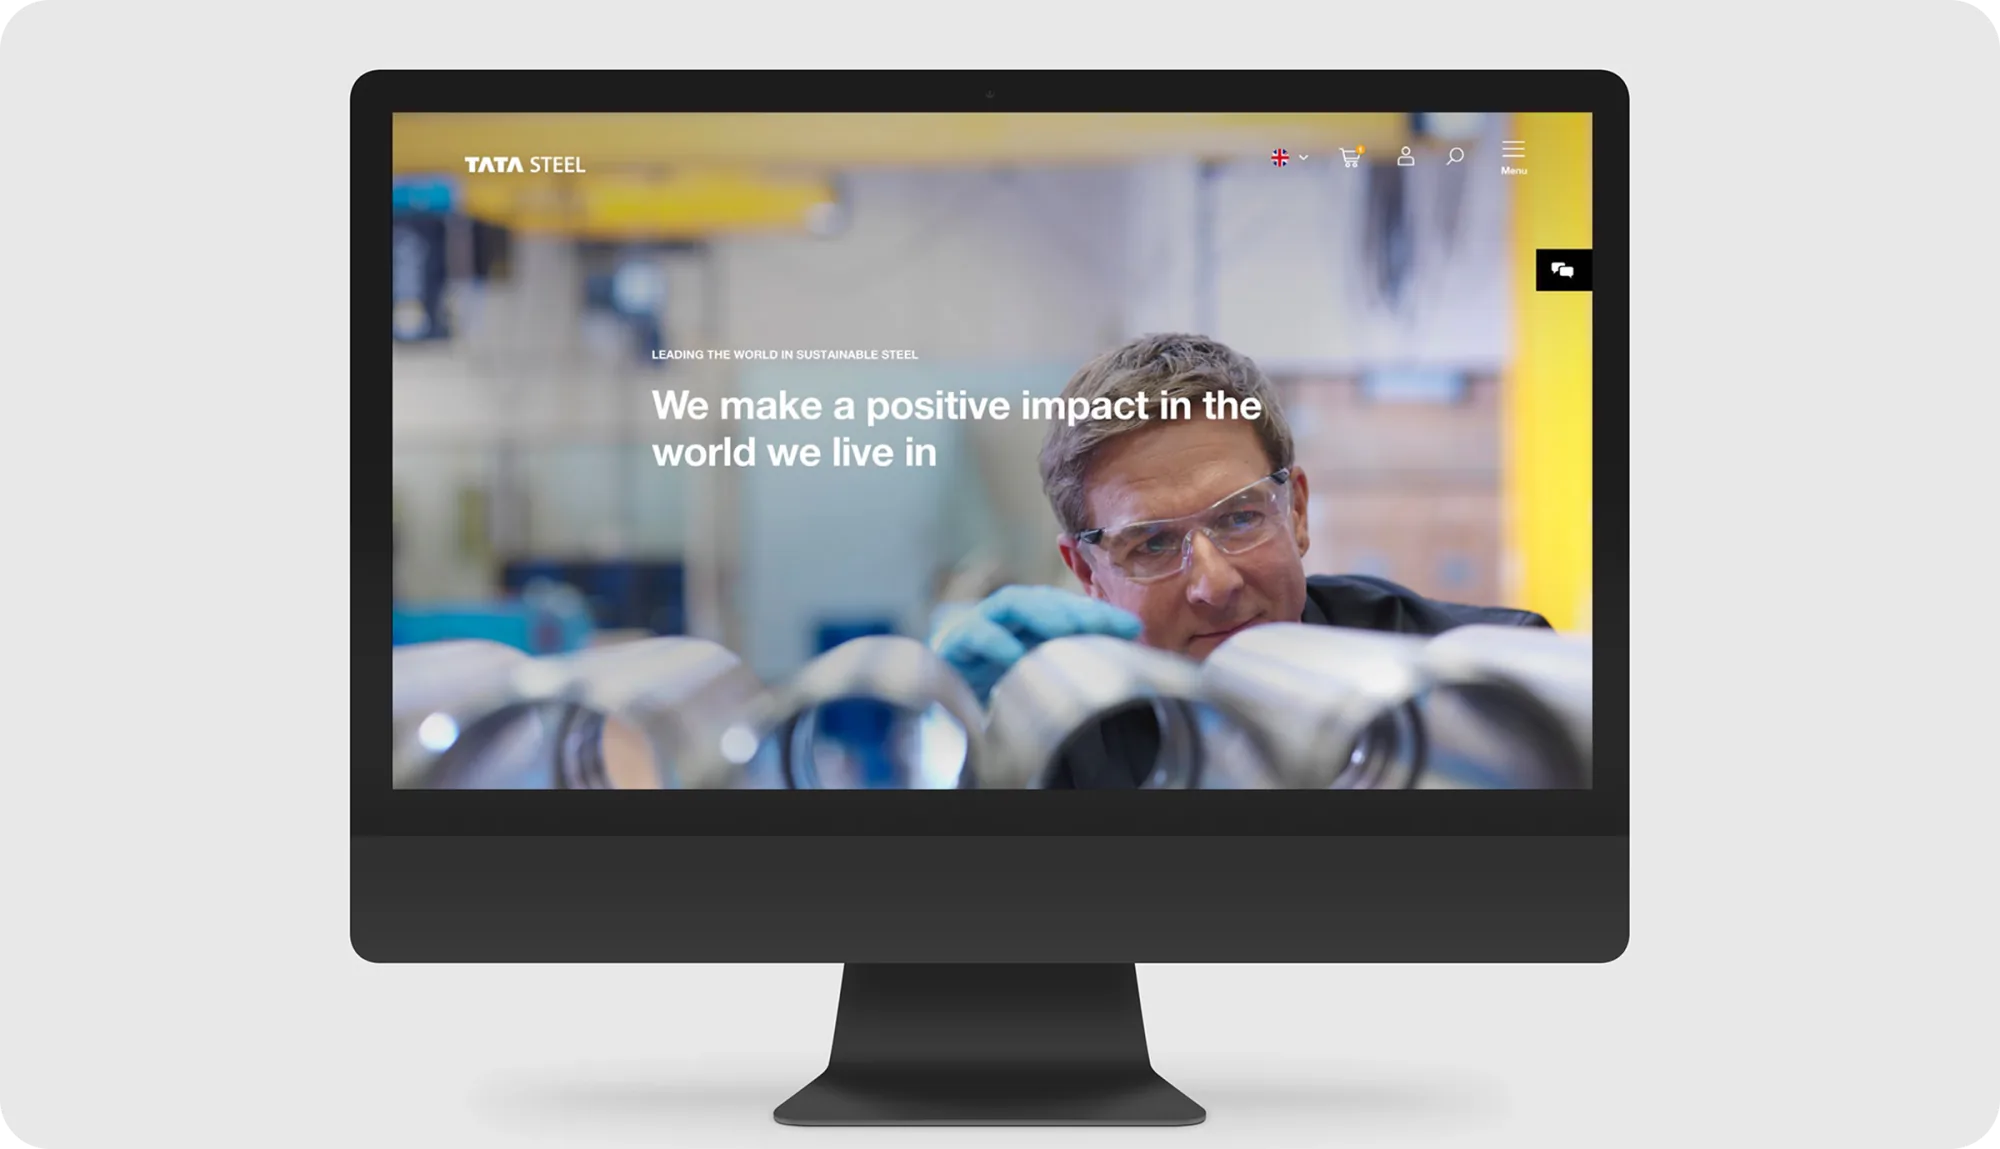 TATA STEEL
Menu
LEADING THE WORLD IN SUSTAINABLE STEEL
We make a positive impact in the
world we live in